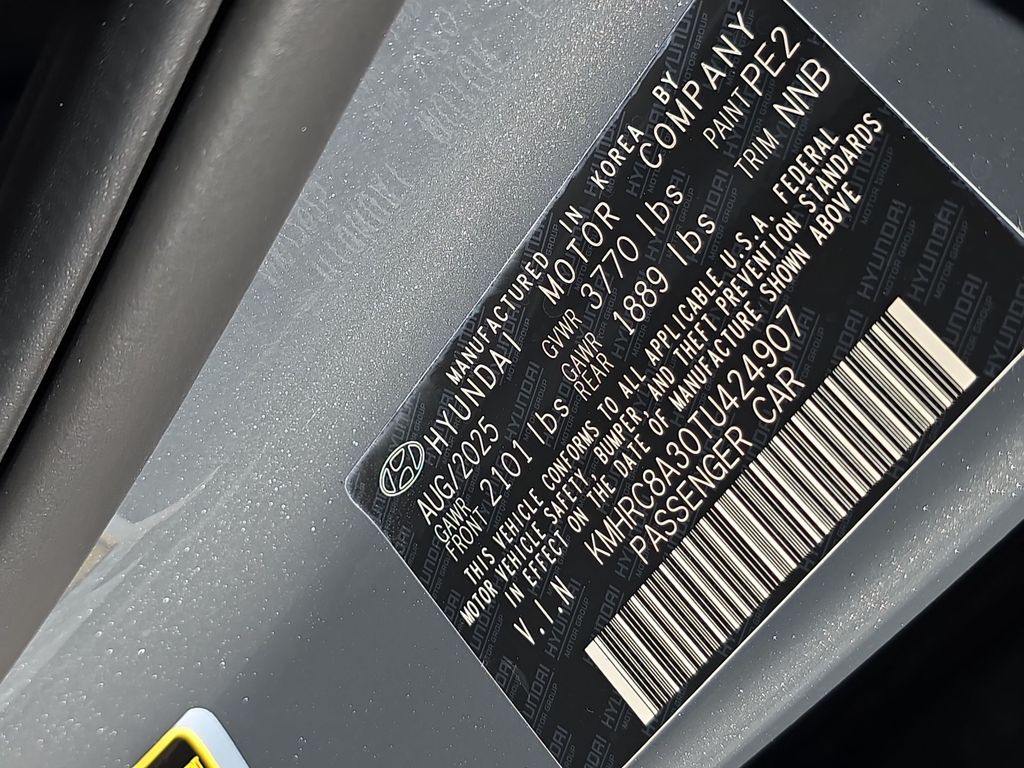 MANUFACTURED IN KOREA BY
HYUNDAI MOTOR COMPANY
AUG/2025 GVWR 3770 lbs PAINT PE2
GAWR FRONT 2101 lbs GAWR REAR 1889 lbs TRIM NNB
THIS VEHICLE CONFORMS TO ALL APPLICABLE U.S.A. FEDERAL
MOTOR VEHICLE SAFETY, BUMPER, AND THEFT PREVENTION STANDARDS
IN EFFECT ON THE DATE OF MANUFACTURE SHOWN ABOVE
V.I.N KMHRC8A30TU424907
PASSENGER CAR